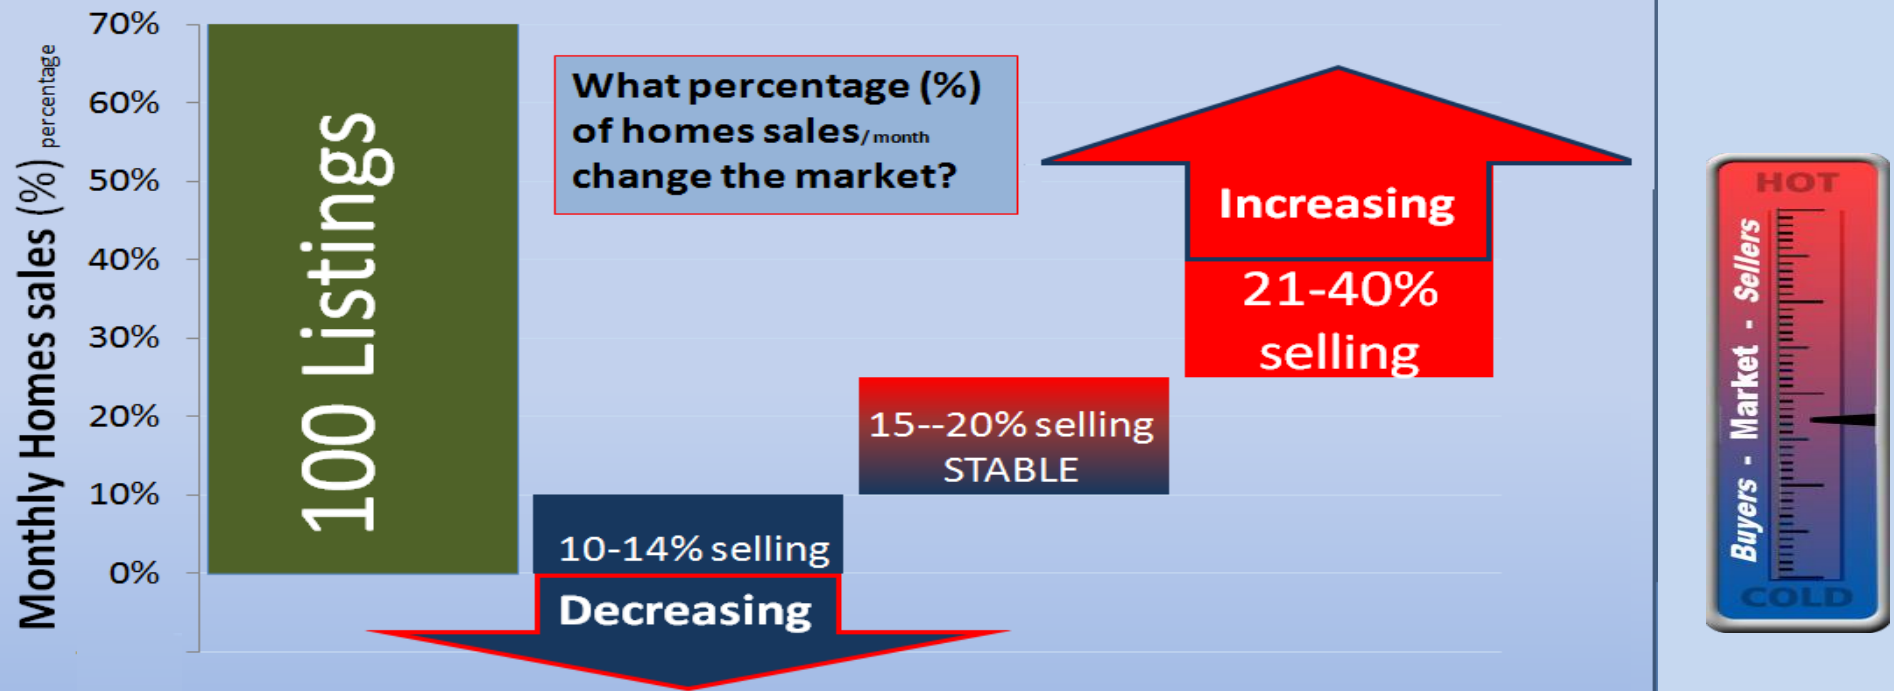 Monthly Homes sales (%) percentage
70%
60%
50%
40%
30%
20%
10%
0%
100 Listings
What percentage (%)
of homes sales/ month
change the market?
10-14% selling
Decreasing
15--20% selling
STABLE
Increasing
21-40%
selling
HOT
Buyers - Market - Sellers
COLD